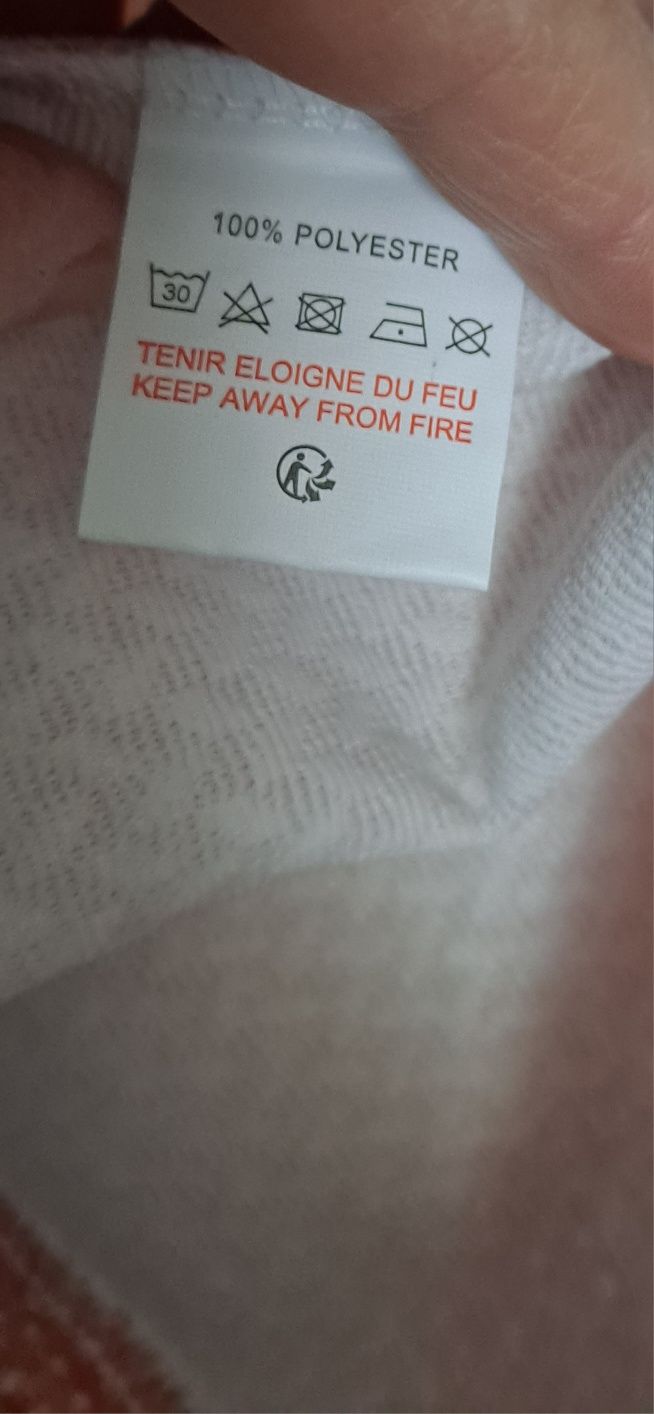 100% POLYESTER
30
TENIR ELOIGNE DU FEU
KEEP AWAY FROM FIRE